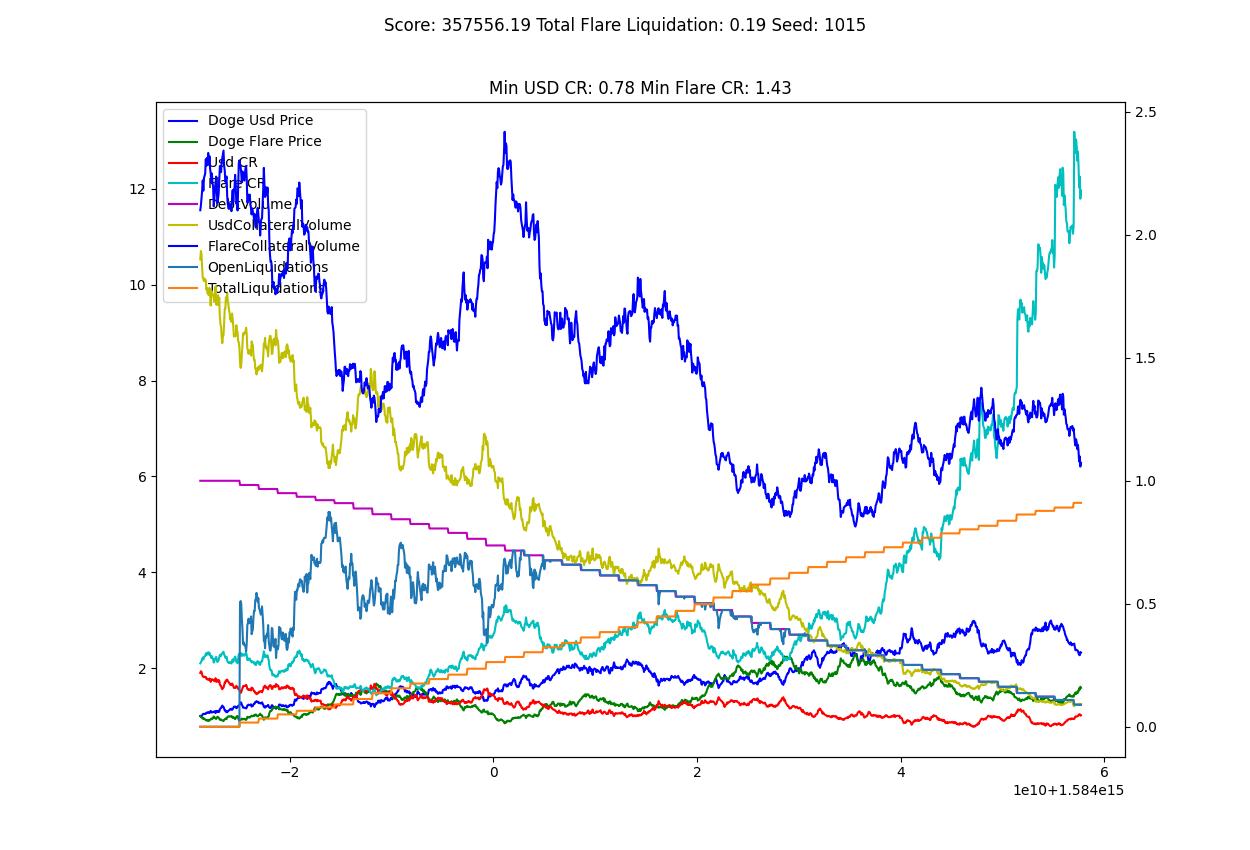 Score: 357556.19 Total Flare Liquidation: 0.19 Seed: 1015
Min USD CR: 0.78 Min Flare CR: 1.43
Doge Usd Price
Doge Flare Price
Usd CR
Flare CR
DebtVolume
UsdCollateralVolume
FlareCollateralVolume
OpenLiquidations
TotalLiquidations
12
10
8
6
4
2
2.5
2.0
1.5
1.0
0.5
0.0
−2
0
2
4
6
1e10+1.584e15